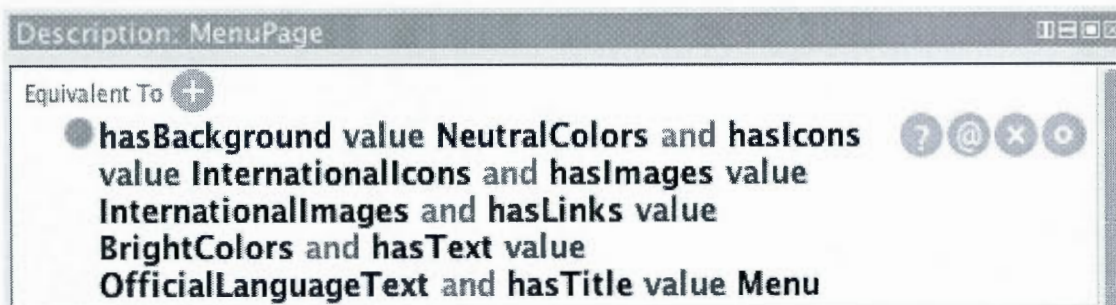 Description: MenuPage
Equivalent To +
hasBackground value NeutralColors and hasIcons
value InternationalIcons and hasImages value
InternationalImages and hasLinks value
BrightColors and hasText value
OfficialLanguageText and hasTitle value Menu